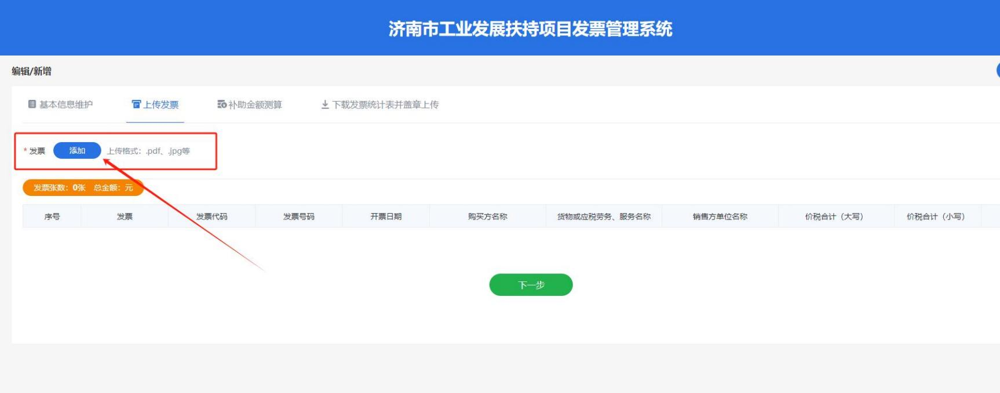 济南市工业发展扶持项目发票管理系统
编辑/新增
基本信息维护 上传发票 补助金额测算 下载发票统计表并盖章上传
* 发票 添加 上传格式：.pdf、.jpg等
发票张数：0张 总金额：元
序号 发票 发票代码 发票号码 开票日期 购买方名称 货物或应税劳务、服务名称 销售方单位名称 价税合计（大写） 价税合计（小写）
下一步